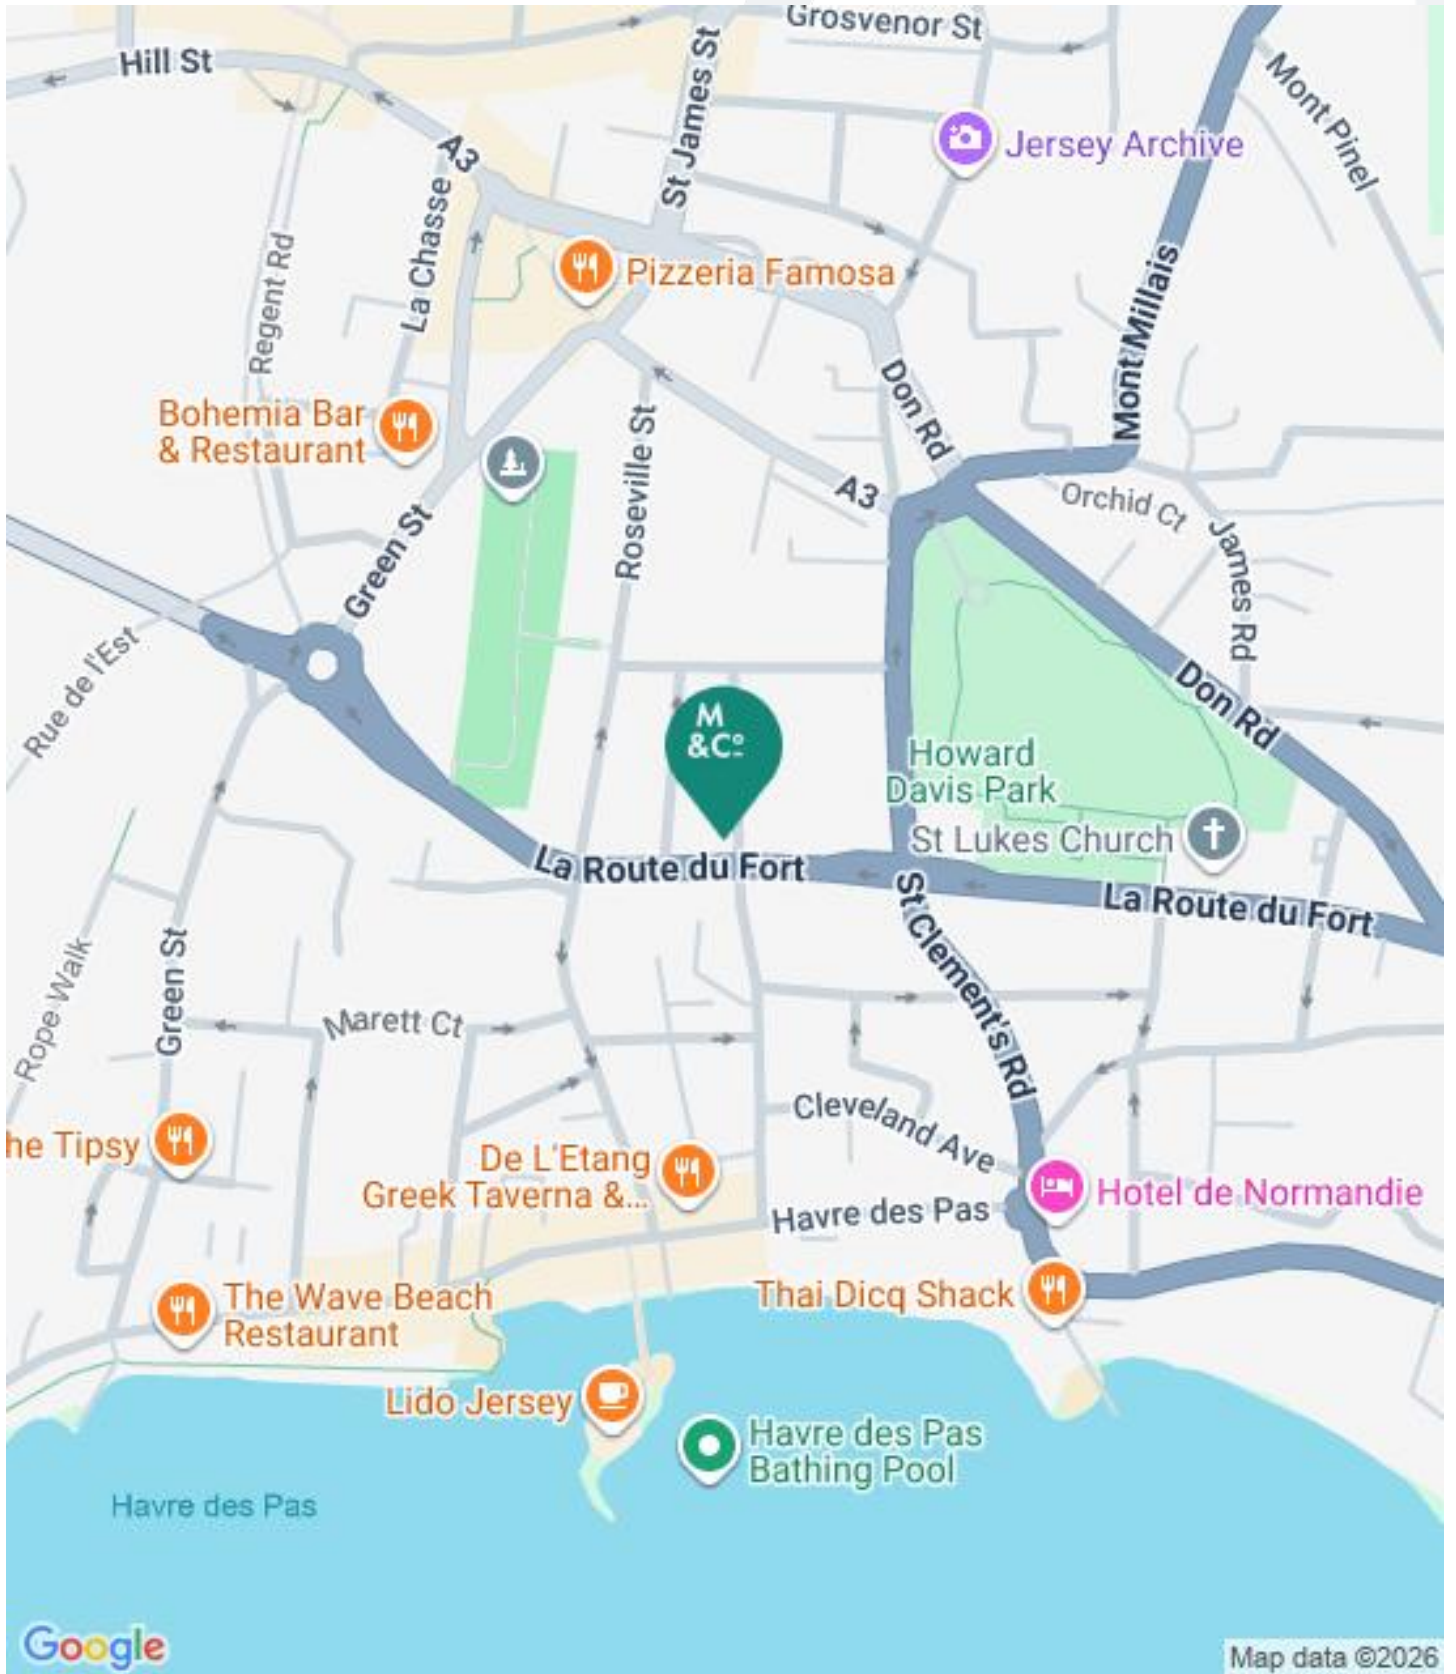 Grosvenor St
Hill St
St James St
Mont Pinel
A3
Jersey Archive
La Chasse
Regent Rd
Pizzeria Famosa
Mont Millais
Don Rd
Bohemia Bar
& Restaurant
Roseville St
A3
Orchid Ct
James Rd
Green St
Rue de l'Est
Don Rd
M
&Co
Howard
Davis Park
St Lukes Church
La Route du Fort
La Route du Fort
St Clement's Rd
Green St
Rope Walk
Marett Ct
Cleveland Ave
he Tipsy
De L'Etang
Greek Taverna &...
Hotel de Normandie
Havre des Pas
The Wave Beach
Restaurant
Thai Dicq Shack
Lido Jersey
Havre des Pas
Bathing Pool
Havre des Pas
Google
Map data ©2026